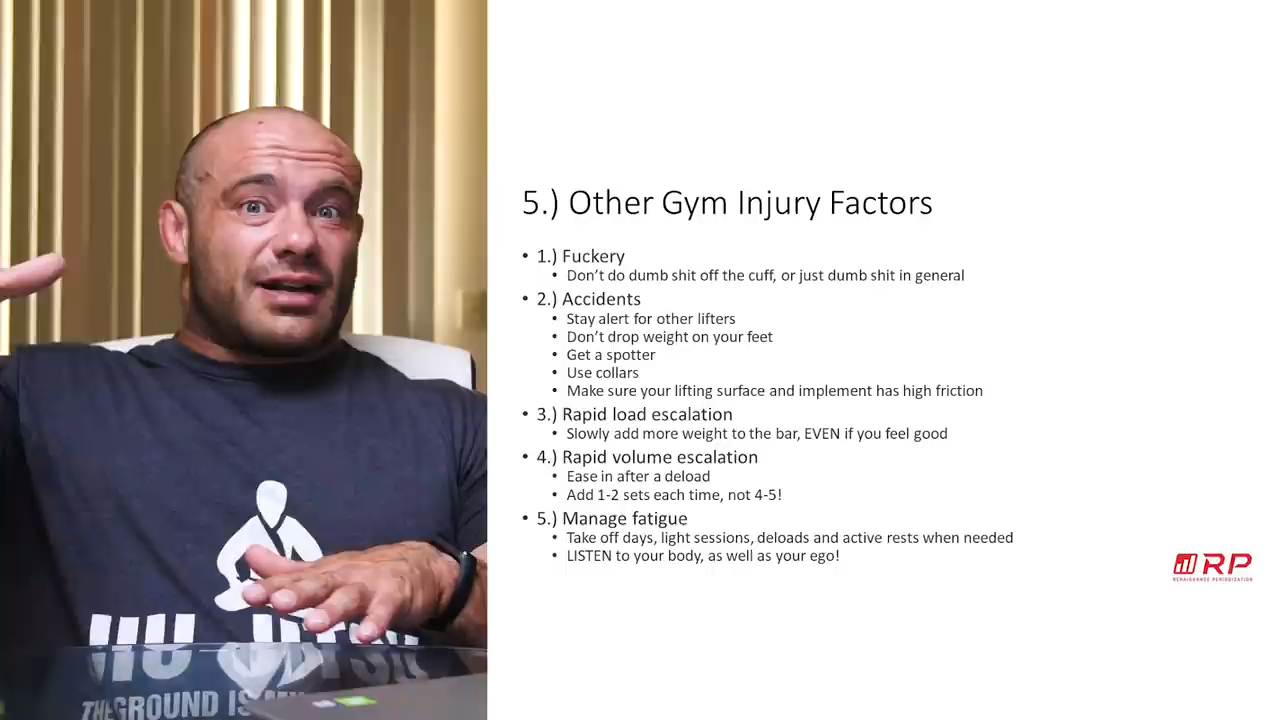 5.) Other Gym Injury Factors
• 1.) Fuckery
• Don't do dumb shit off the cuff, or just dumb shit in general
• 2.) Accidents
• Stay alert for other lifters
• Don't drop weight on your feet
• Get a spotter
• Use collars
• Make sure your lifting surface and implement has high friction
• 3.) Rapid load escalation
• Slowly add more weight to the bar, EVEN if you feel good
• 4.) Rapid volume escalation
• Ease in after a deload
• Add 1-2 sets each time, not 4-5!
• 5.) Manage fatigue
• Take off days, light sessions, deloads and active rests when needed
• LISTEN to your body, as well as your ego!
RP
RENAISSANCE PERIODIZATION
JIU JITSU
THE GROUND IS MY